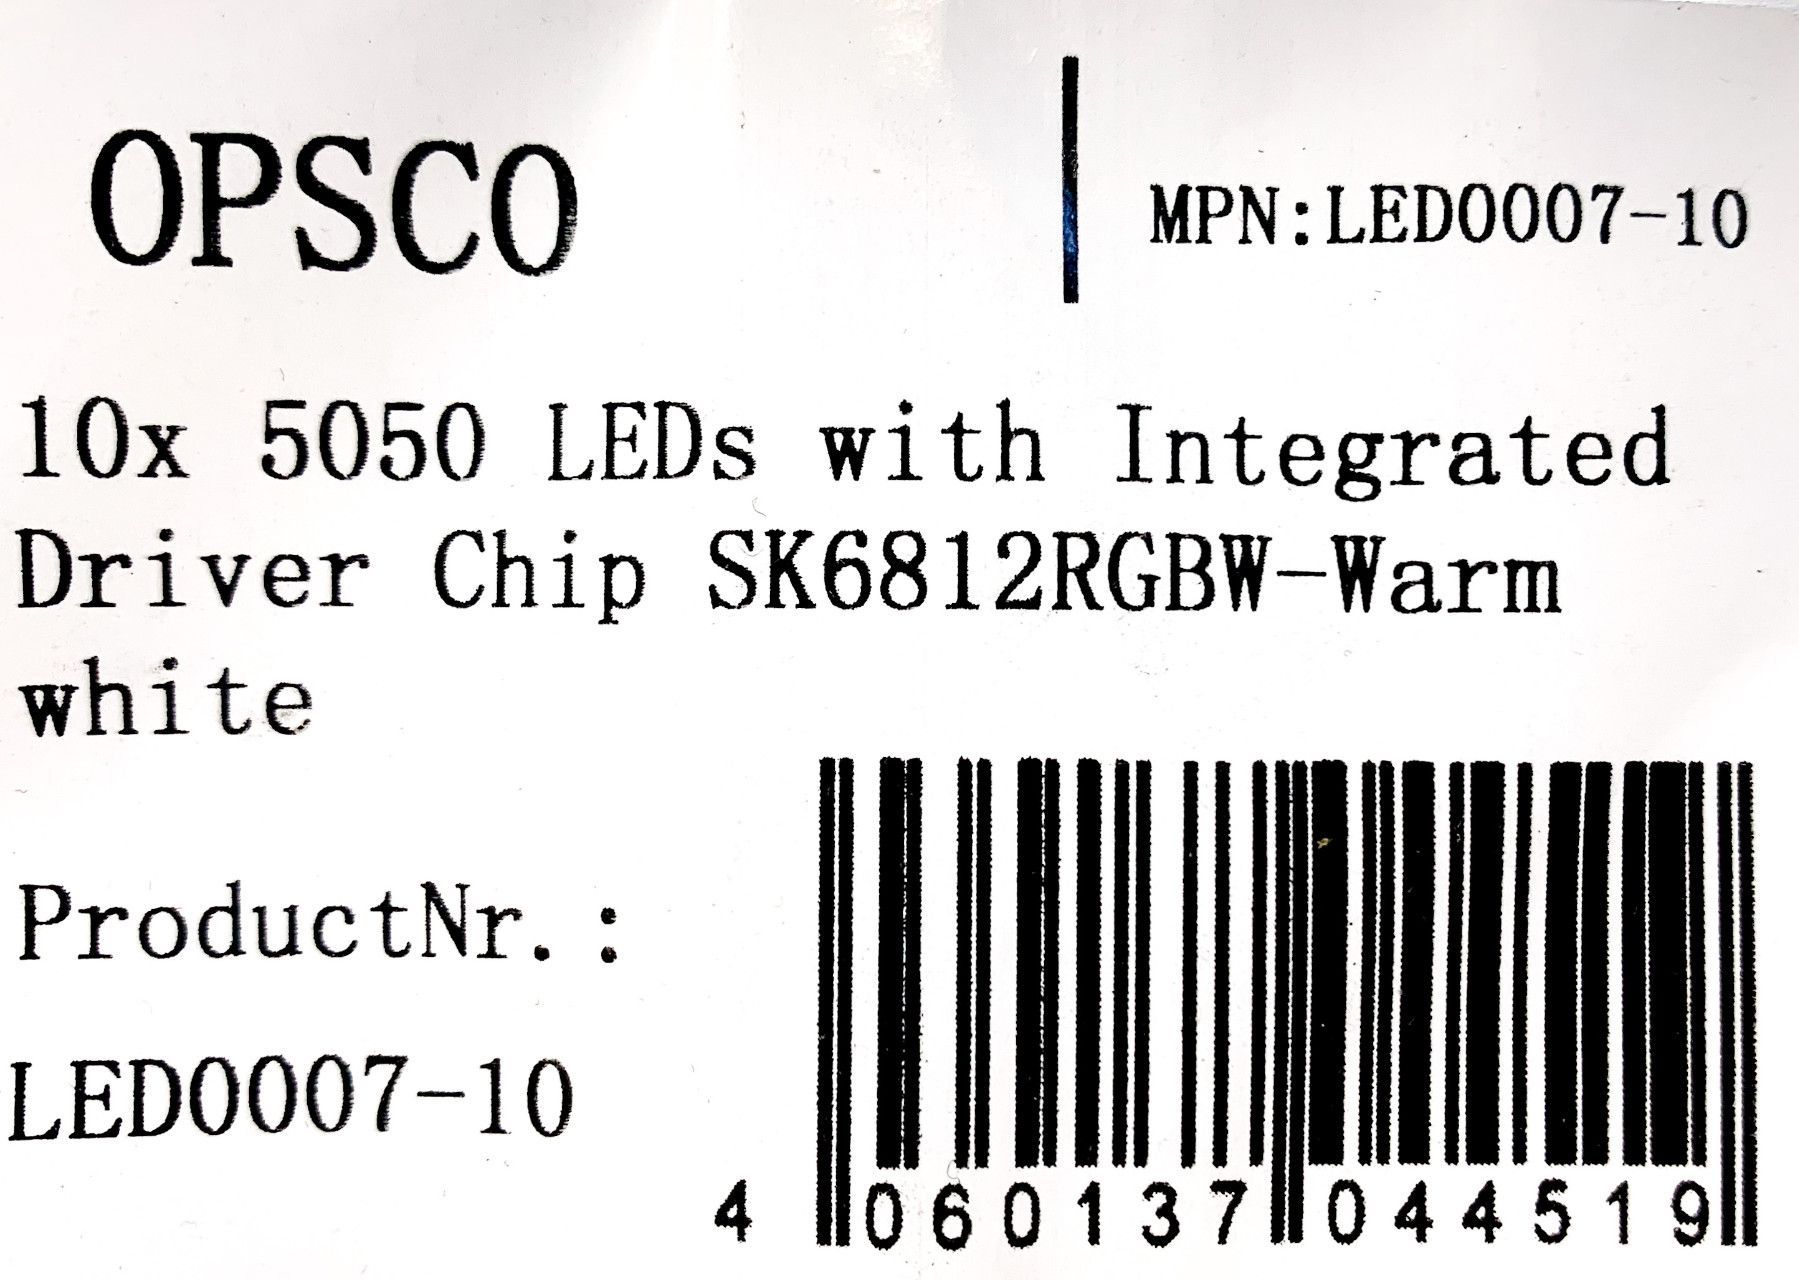 OPSCO
MPN:LED0007-10
10x 5050 LEDs with Integrated
Driver Chip SK6812RGBW-Warm
white
ProductNr.:
LED0007-10
4 060137 044519